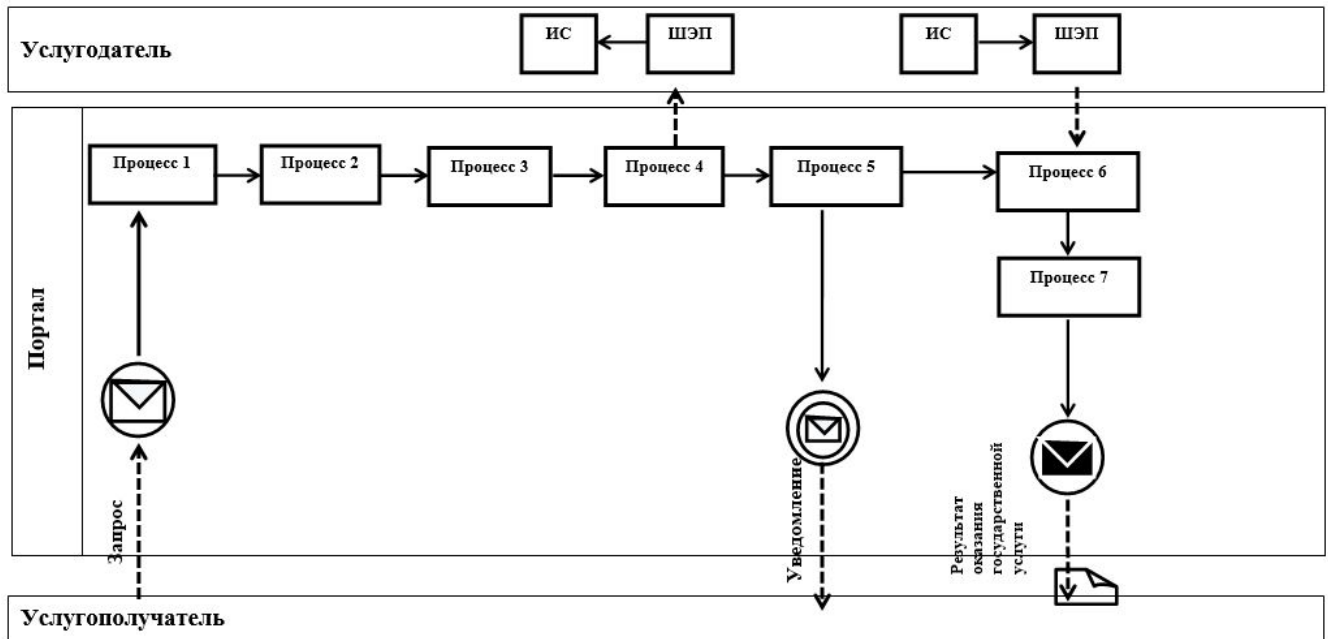 Услугодатель
ИС
ШЭП
ИС
ШЭП
Портал
Процесс 1
Процесс 2
Процесс 3
Процесс 4
Процесс 5
Процесс 6
Процесс 7
Запрос
Уведомление
Результат
оказания
государственной
услуги
Услугополучатель